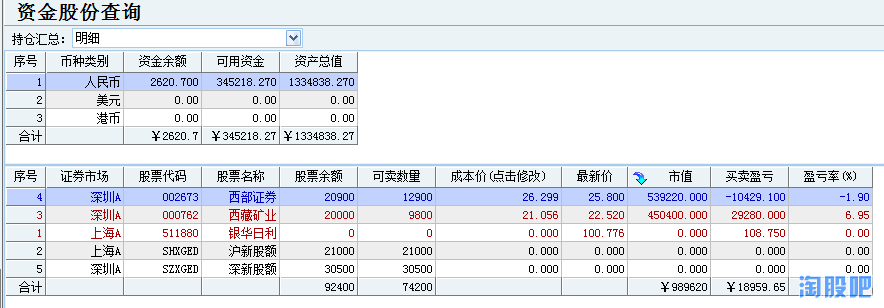 资金股份查询
持仓汇总: 明细
序号 币种类别 资金余额 可用资金 资产总值
1 人民币 2620.700 345218.270 1334838.270
2 美元 0.00 0.00 0.00
3 港币 0.00 0.00 0.00
合计 ￥2620.7 ￥345218.27 ￥1334838.27
序号 证券市场 股票代码 股票名称 股票余额 可卖数量 成本价(点击修改) 最新价 市值 买卖盈亏 盈亏率(%)
4 深圳A 002673 西部证券 20900 12900 26.299 25.800 539220.000 -10429.100 -1.90
3 深圳A 000762 西藏矿业 20000 9800 21.056 22.520 450400.000 29280.000 6.95
1 上海A 511880 银华日利 0 0 0.000 100.776 0.000 108.750 0.00
2 上海A SHXGED 沪新股额 21000 21000 0.000 0.000 0.000 0.000 0.00
5 深圳A SZXGED 深新股额 30500 30500 0.000 0.000 0.000 0.000 0.00
合计 92400 74200 ￥989620 ￥18959.65
淘股吧